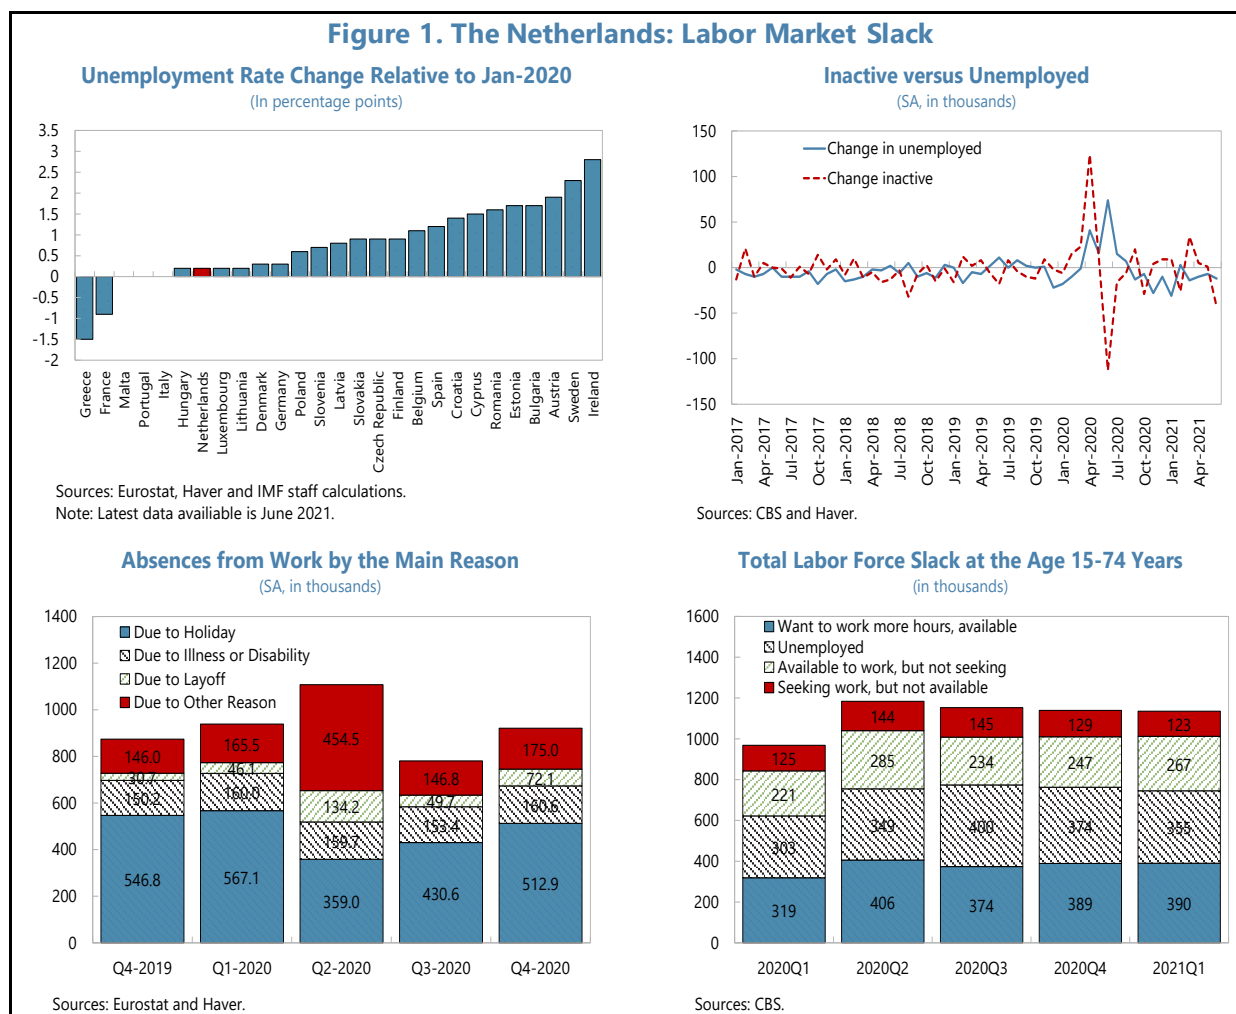 Figure 1. The Netherlands: Labor Market Slack
Unemployment Rate Change Relative to Jan-2020
(In percentage points)
3.5
3
2.5
2
1.5
1
0.5
0
-0.5
-1
-1.5
-2
Greece
France
Malta
Portugal
Italy
Hungary
Netherlands
Luxembourg
Lithuania
Denmark
Germany
Poland
Slovenia
Latvia
Slovakia
Czech Republic
Finland
Belgium
Spain
Croatia
Cyprus
Romania
Estonia
Bulgaria
Austria
Sweden
Ireland
Sources: Eurostat, Haver and IMF staff calculations.
Note: Latest data availiable is June 2021.
Inactive versus Unemployed
(SA, in thousands)
150
100
50
0
-50
-100
-150
Change in unemployed
Change inactive
Jan-2017
Apr-2017
Jul-2017
Oct-2017
Jan-2018
Apr-2018
Jul-2018
Oct-2018
Jan-2019
Apr-2019
Jul-2019
Oct-2019
Jan-2020
Apr-2020
Jul-2020
Oct-2020
Jan-2021
Apr-2021
Sources: CBS and Haver.
Absences from Work by the Main Reason
(SA, in thousands)
1400
1200
1000
800
600
400
200
0
Due to Holiday
Due to Illness or Disability
Due to Layoff
Due to Other Reason
146.0
30.7
150.2
546.8
165.5
46.1
160.0
567.1
454.5
134.2
159.7
359.0
146.8
49.7
153.4
430.6
175.0
72.1
160.6
512.9
Q4-2019
Q1-2020
Q2-2020
Q3-2020
Q4-2020
Sources: Eurostat and Haver.
Total Labor Force Slack at the Age 15-74 Years
(in thousands)
1600
1400
1200
1000
800
600
400
200
0
Want to work more hours, available
Unemployed
Available to work, but not seeking
Seeking work, but not available
125
221
303
319
144
285
349
406
145
234
400
374
129
247
374
389
123
267
355
390
2020Q1
2020Q2
2020Q3
2020Q4
2021Q1
Sources: CBS.